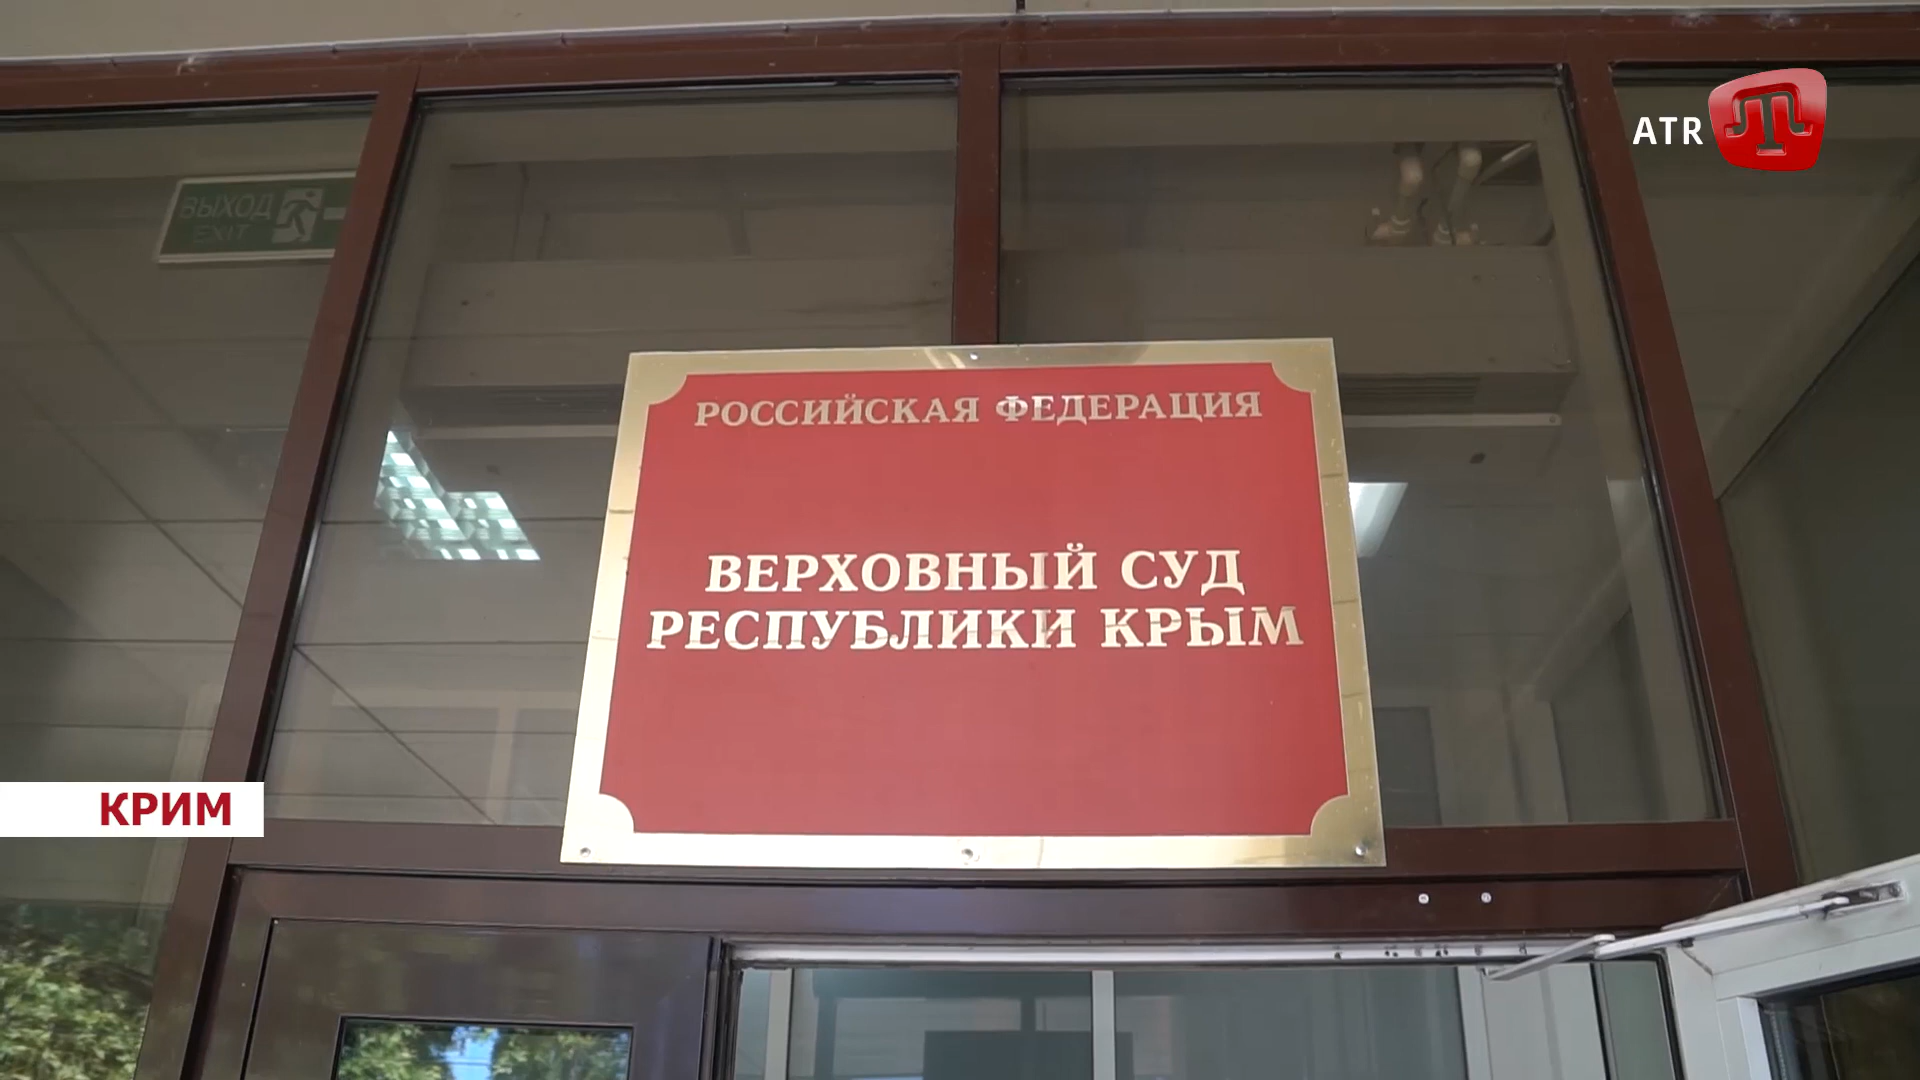 ATR
ВЫХОД
EXIT
РОССИЙСКАЯ ФЕДЕРАЦИЯ
ВЕРХОВНЫЙ СУД
РЕСПУБЛИКИ КРЫМ
КРИМ